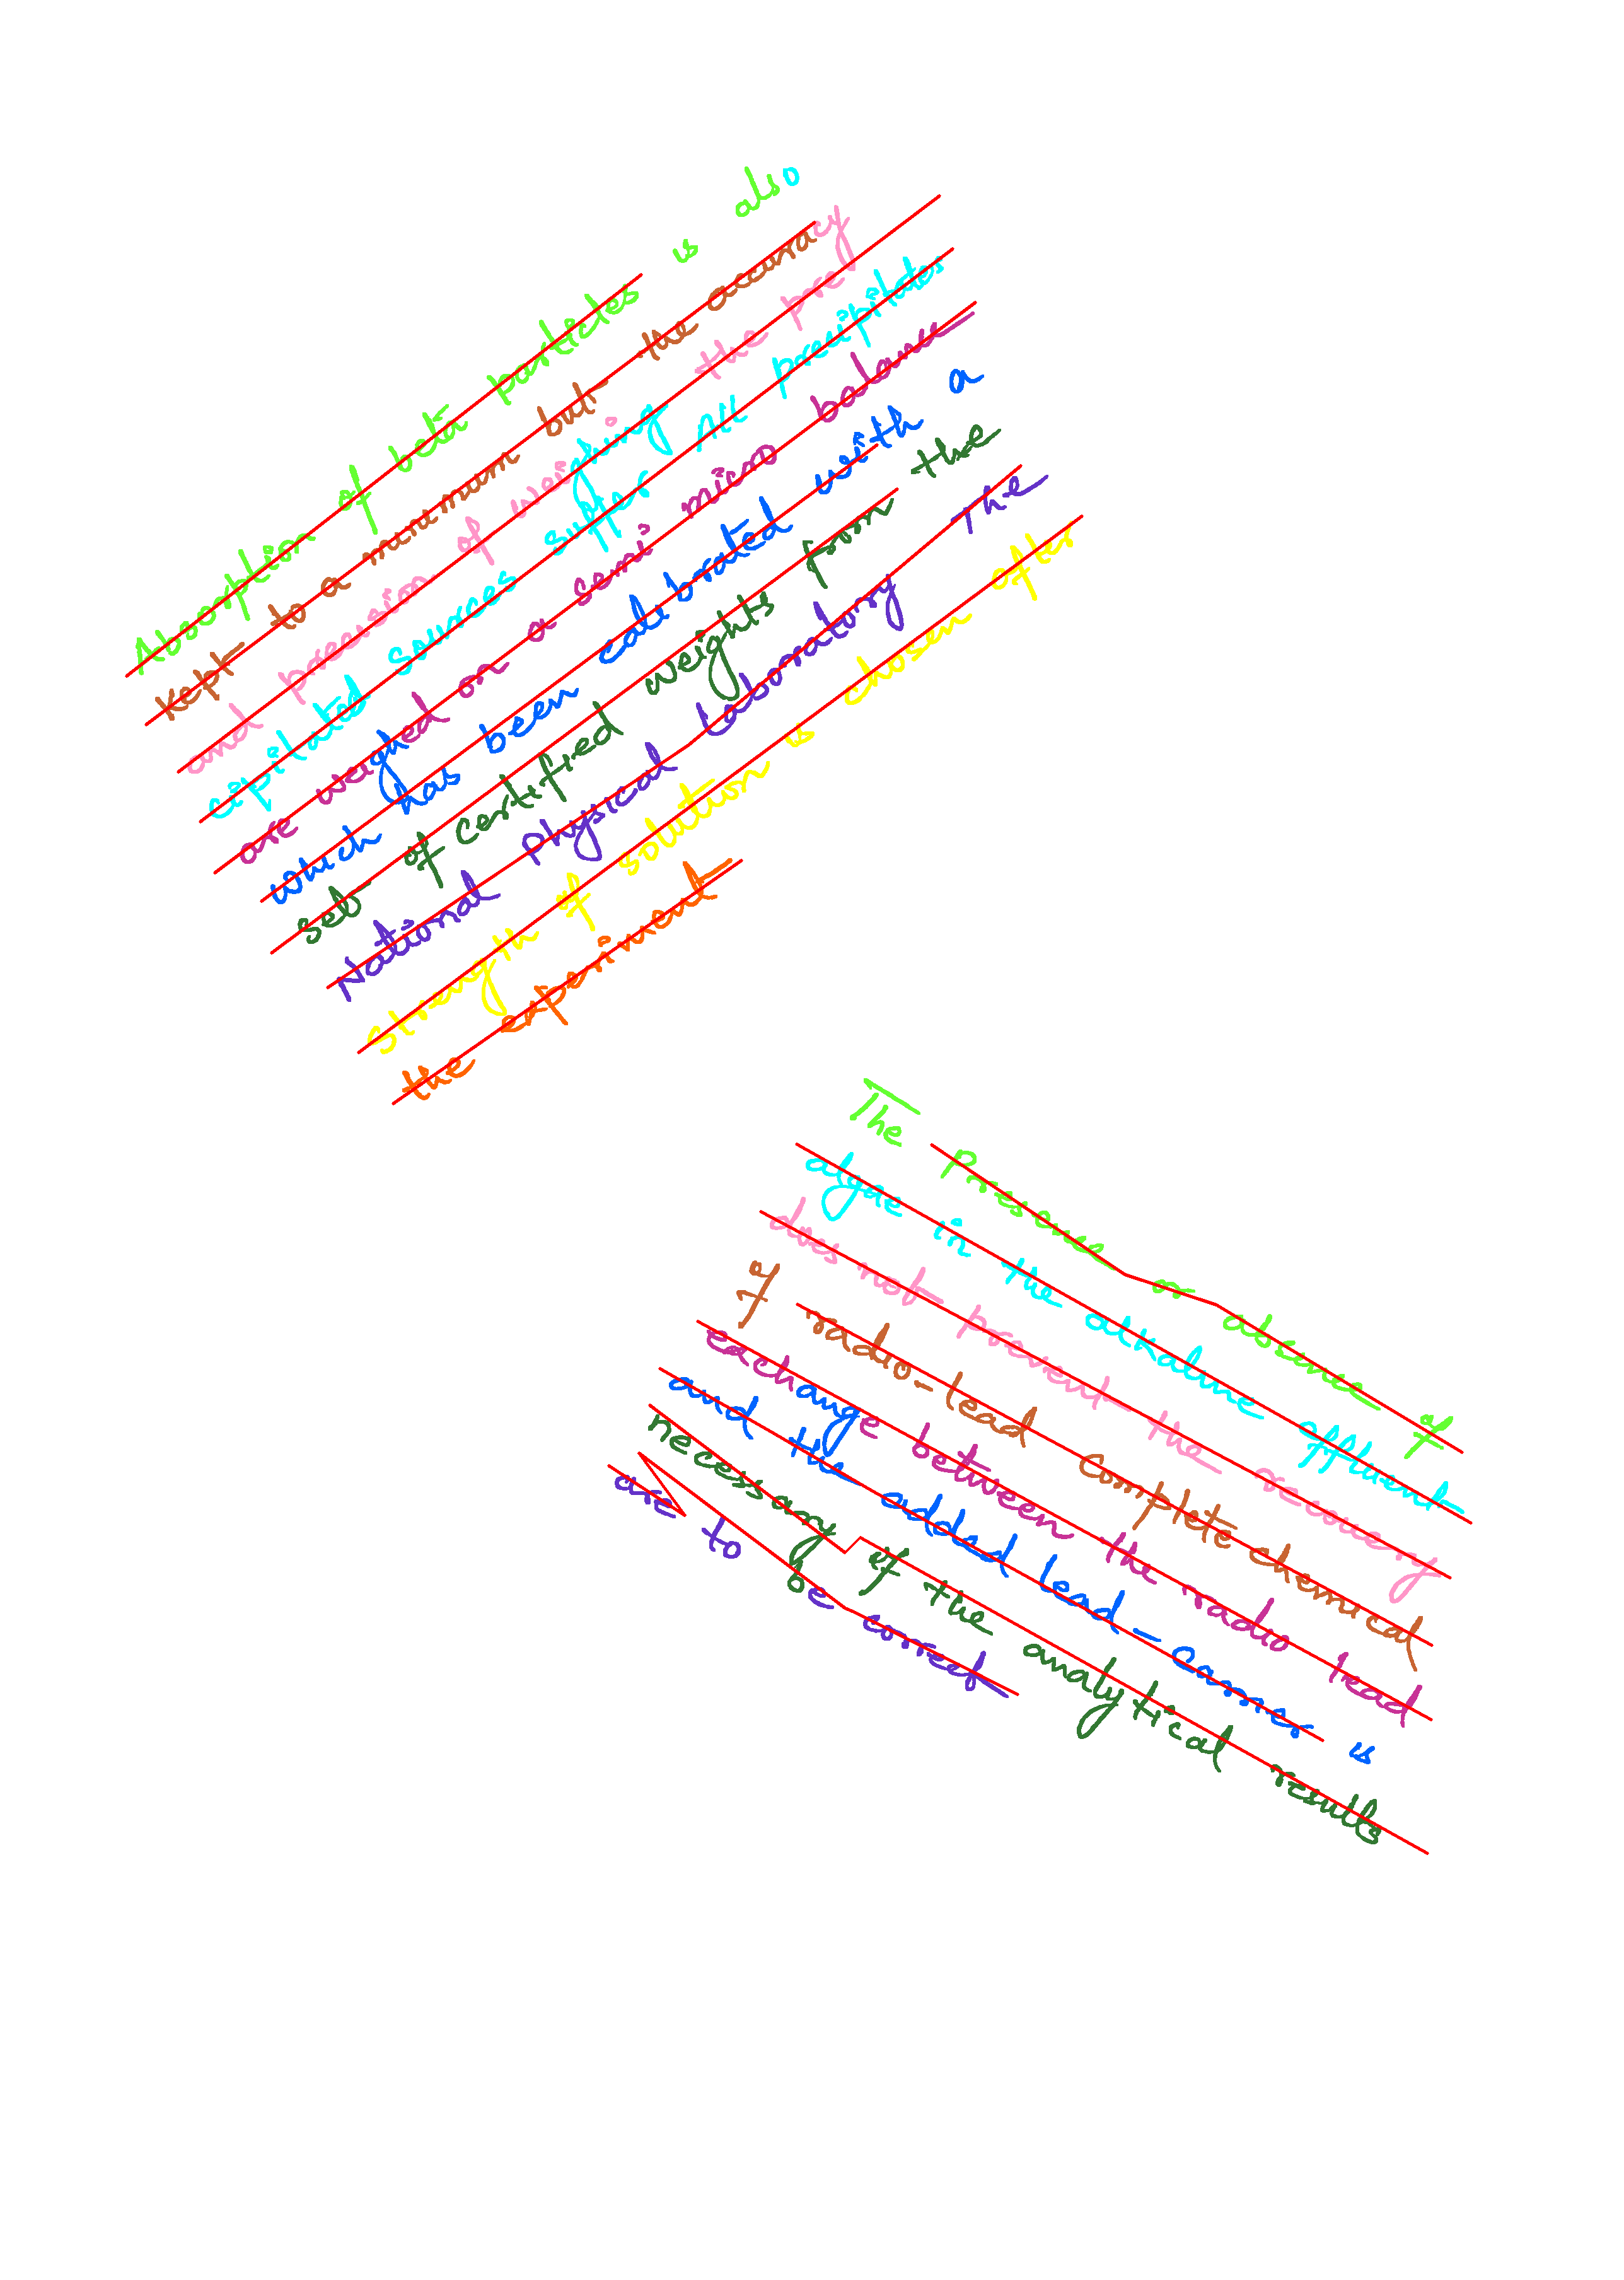 Absorption of beta particles is also
kept to a minimum but the accuracy
and precision of weighing the pre
cipitated sources suffer all precipitates
are weighed on a semi micro balance
which has been calibrated with a
set of certified weights from the
National Physical Laboratory The
strength of solution is chosen after
the experiment
The Presence or absence of
in the alkaline effluent
does not prevent the recovery
of radio-lead complete chemical
exchange between the radio lead
and the added lead-carrier is
necessary if the analytical results
are to be correct